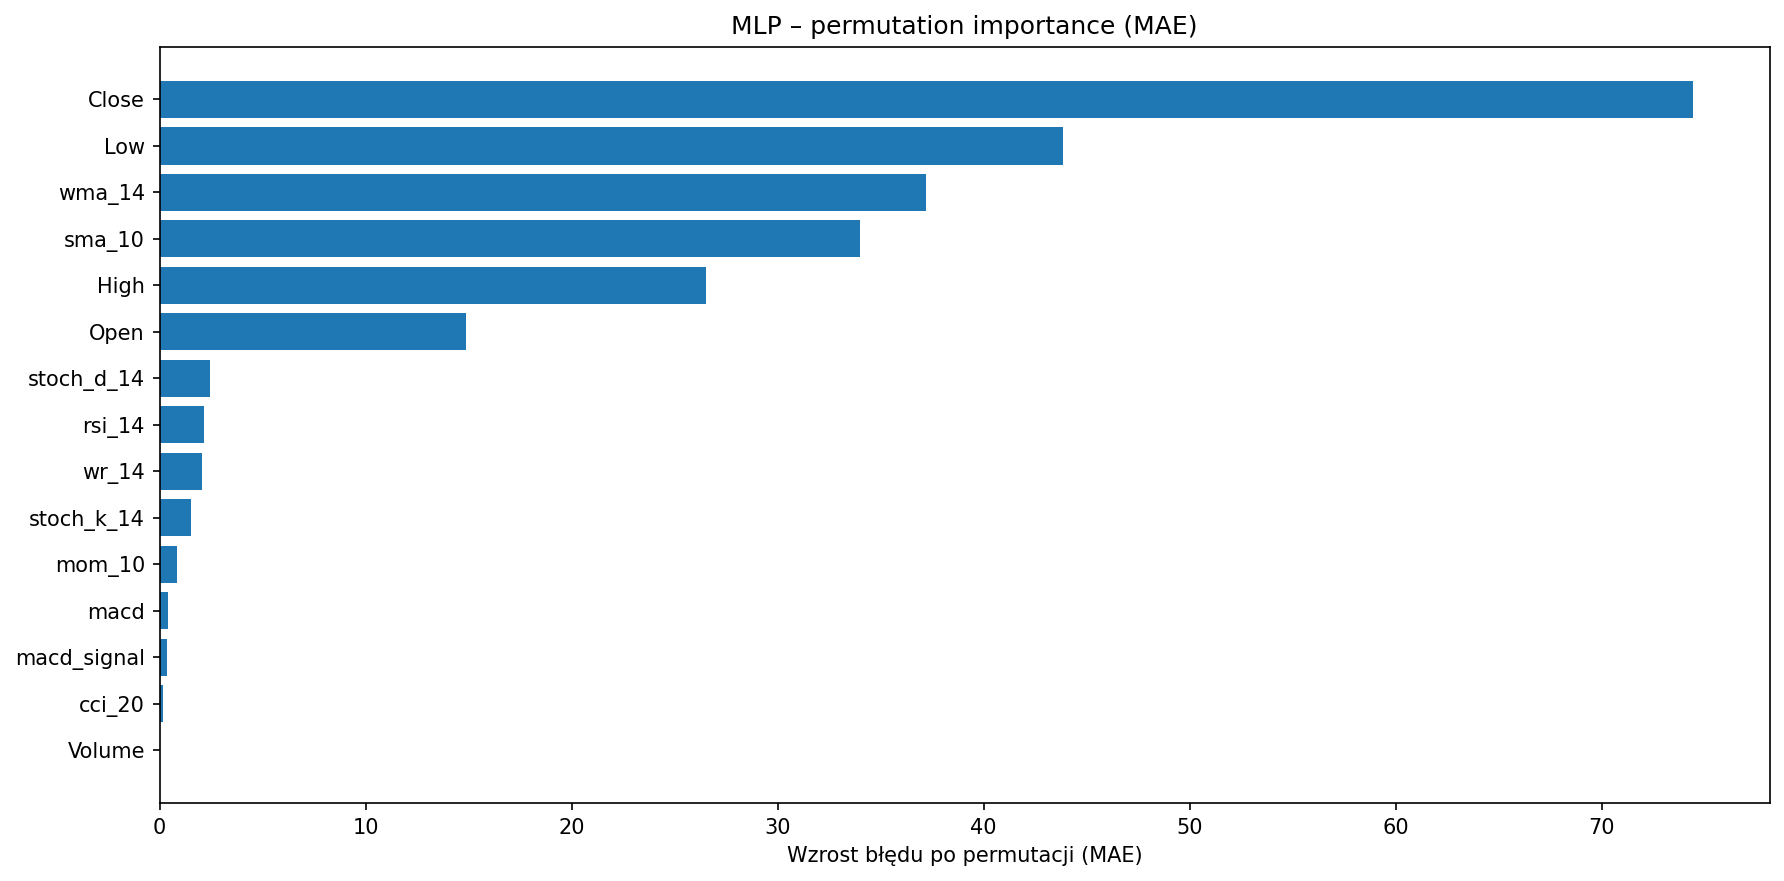 MLP – permutation importance (MAE)
Close
Low
wma_14
sma_10
High
Open
stoch_d_14
rsi_14
wr_14
stoch_k_14
mom_10
macd
macd_signal
cci_20
Volume
0 10 20 30 40 50 60 70
Wzrost błędu po permutacji (MAE)